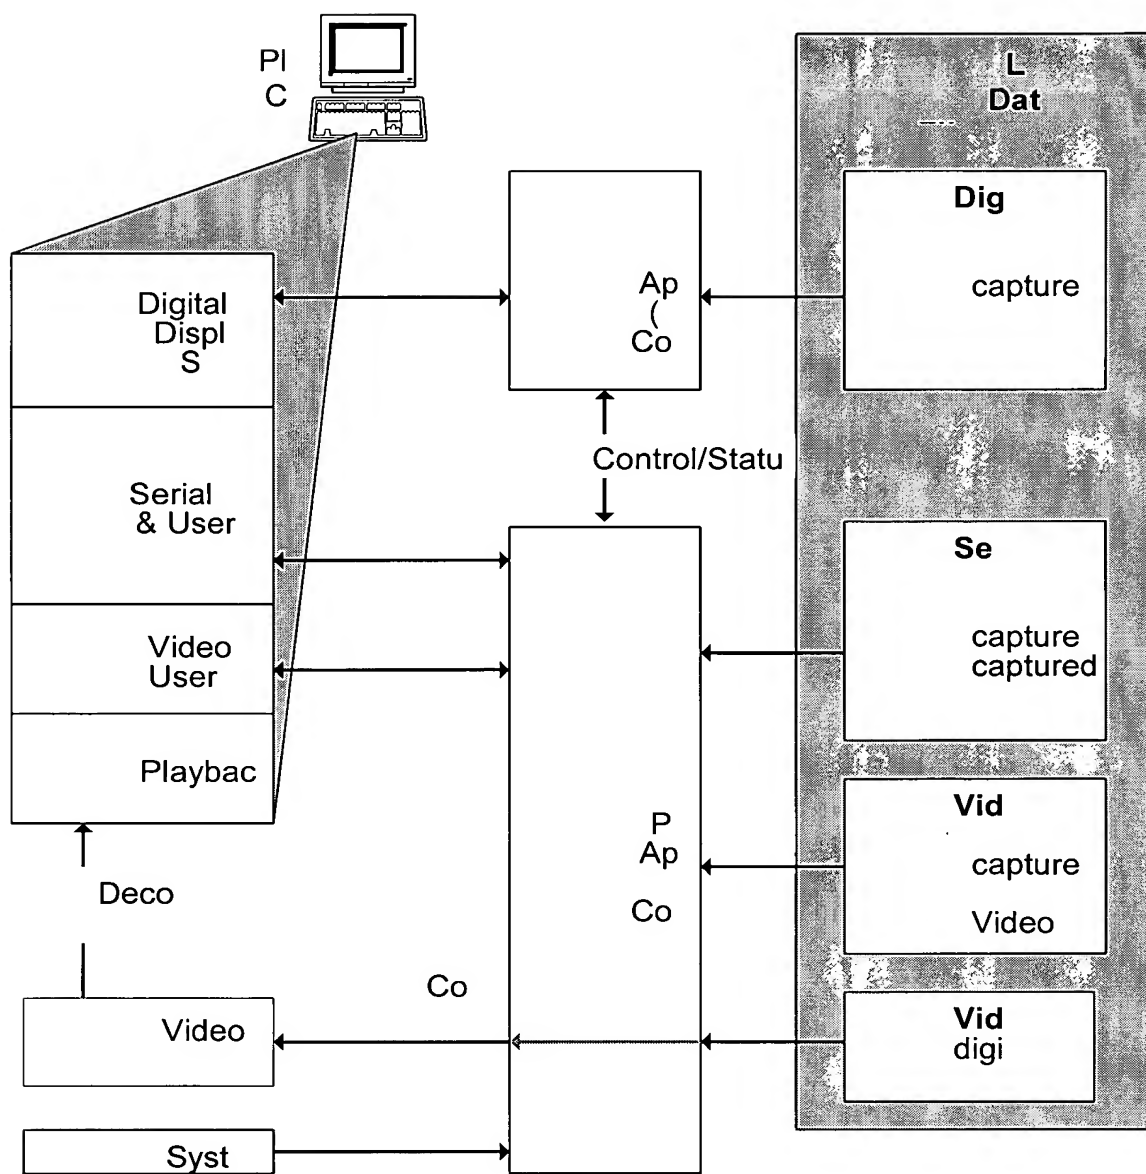 Pl
C
L
Dat
Dig
capture
Digital
Displ
S
Ap
(
Co
Control/Statu
Serial
& User
Se
capture
captured
Video
User
Playbac
Vid
capture
Video
P
Ap
Co
Deco
Co
Video
Vid
digi
Syst